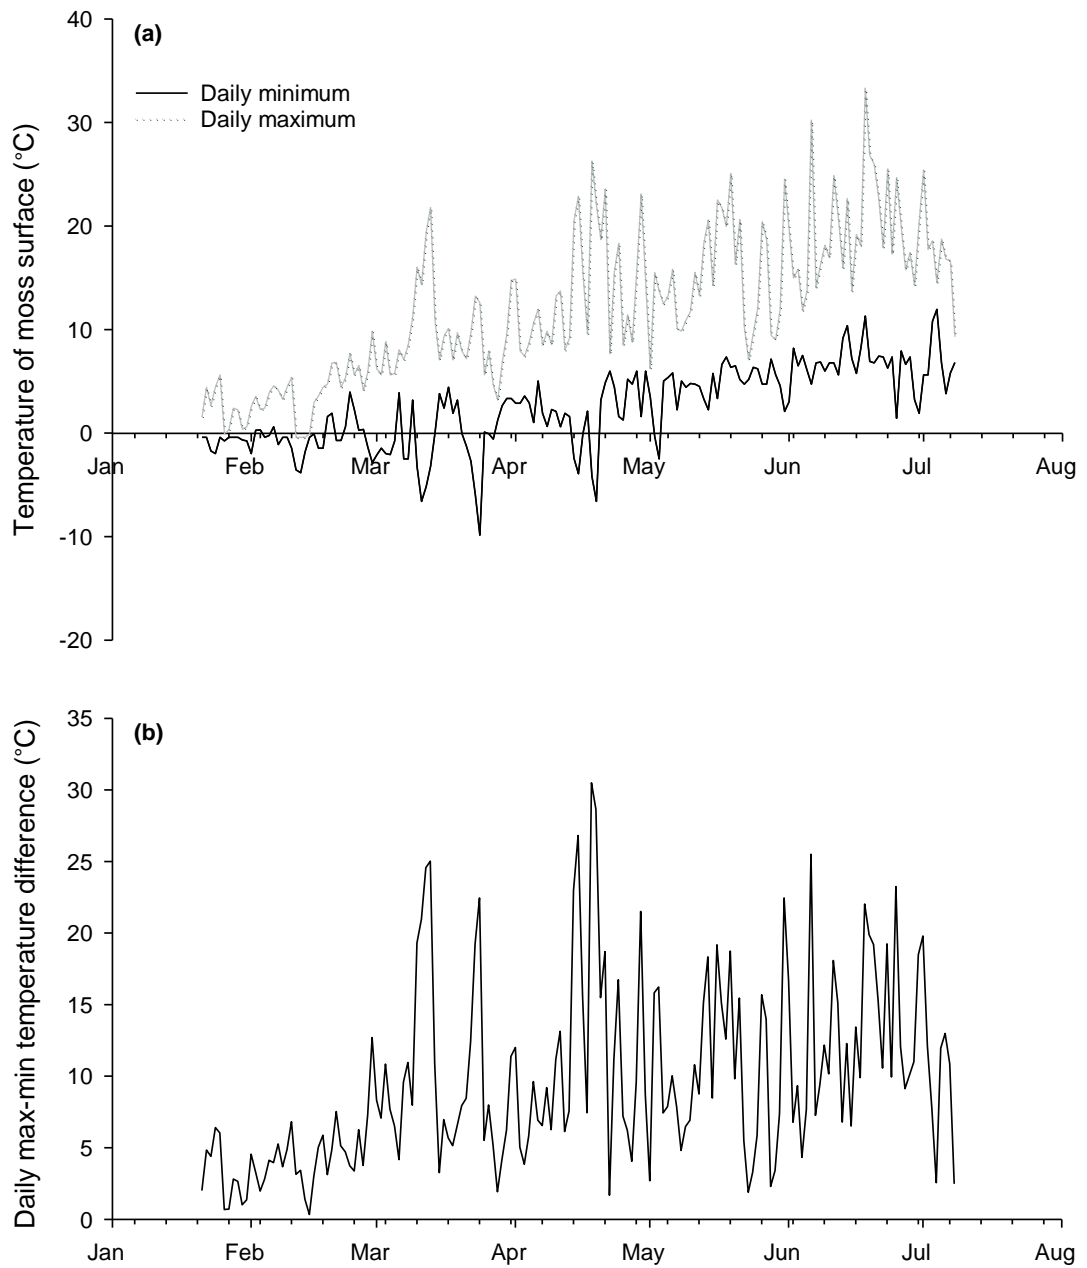 40
(a)
Daily minimum
Daily maximum
30
20
10
0
-10
-20
Temperature of moss surface (°C)
Jan Feb Mar Apr May Jun Jul Aug
35
(b)
30
25
20
15
10
5
0
Daily max-min temperature difference (°C)
Jan Feb Mar Apr May Jun Jul Aug